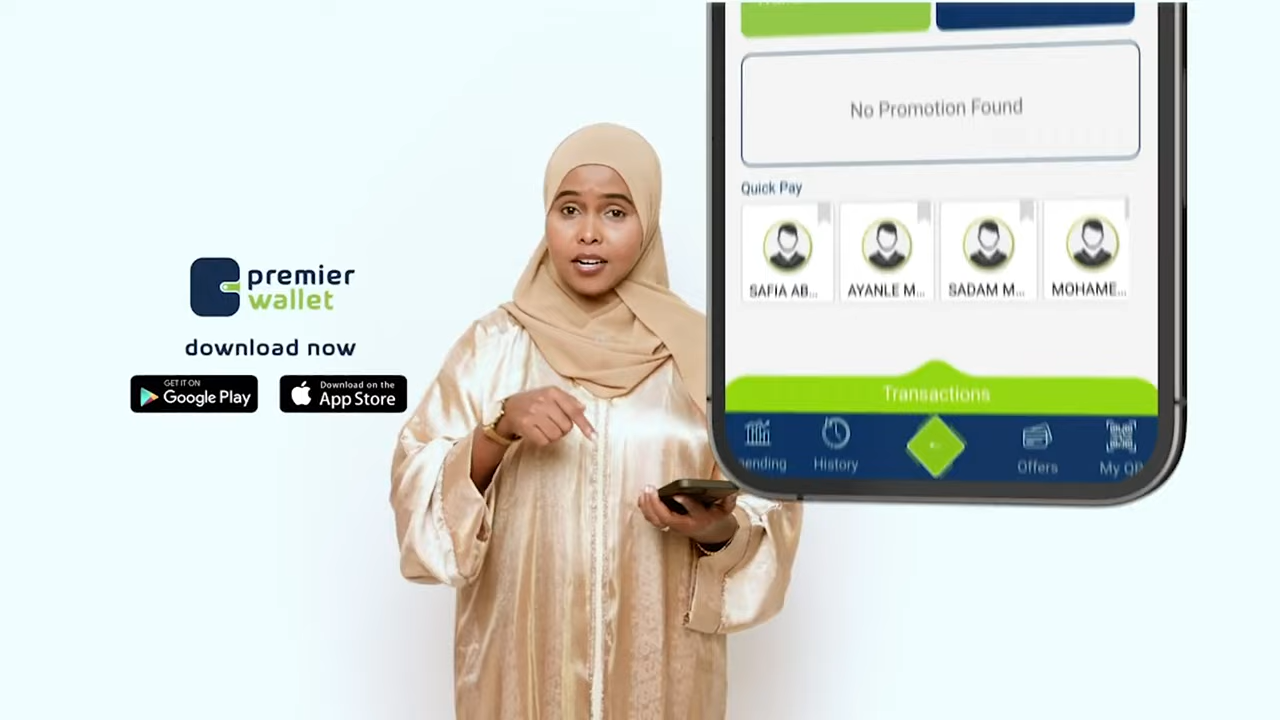 premier
wallet
download now
GET IT ON
Google Play
Download on the
App Store
No Promotion Found
Quick Pay
SAFIA AB...
AYANLE M...
SADAM M...
MOHAME...
Transactions
ending
History
Offers
My QR